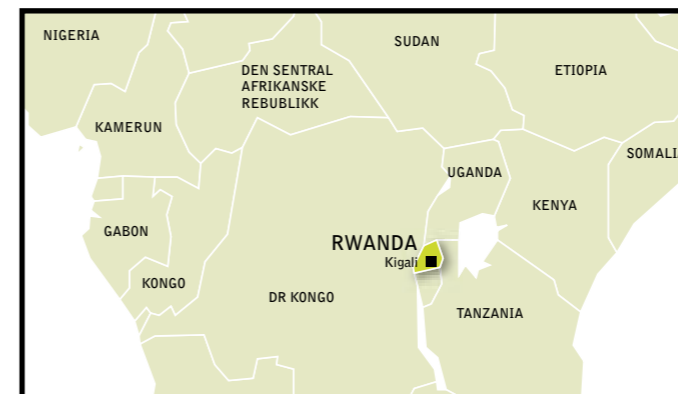 NIGERIA
SUDAN
ETIOPIA
DEN SENTRAL
AFRIKANSKE
REBUBLIKK
KAMERUN
SOMALI
UGANDA
KENYA
GABON
RWANDA
Kigali
KONGO
DR KONGO
TANZANIA